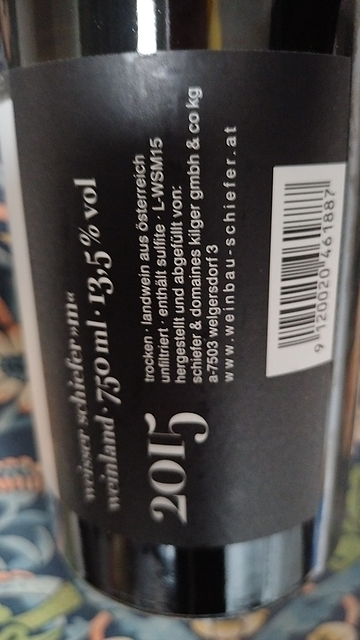 weisser schiefer »m«
weinland · 750 ml · 13,5 % vol
2015
trocken · landwein aus österreich
unfiltriert · enthält sulfite · L-WSM15
hergestellt und abgefüllt von:
schiefer & domaines kilger gmbh & co kg
a-7503 welgersdorf 3
www.weinbau-schiefer.at
9 120020 461887